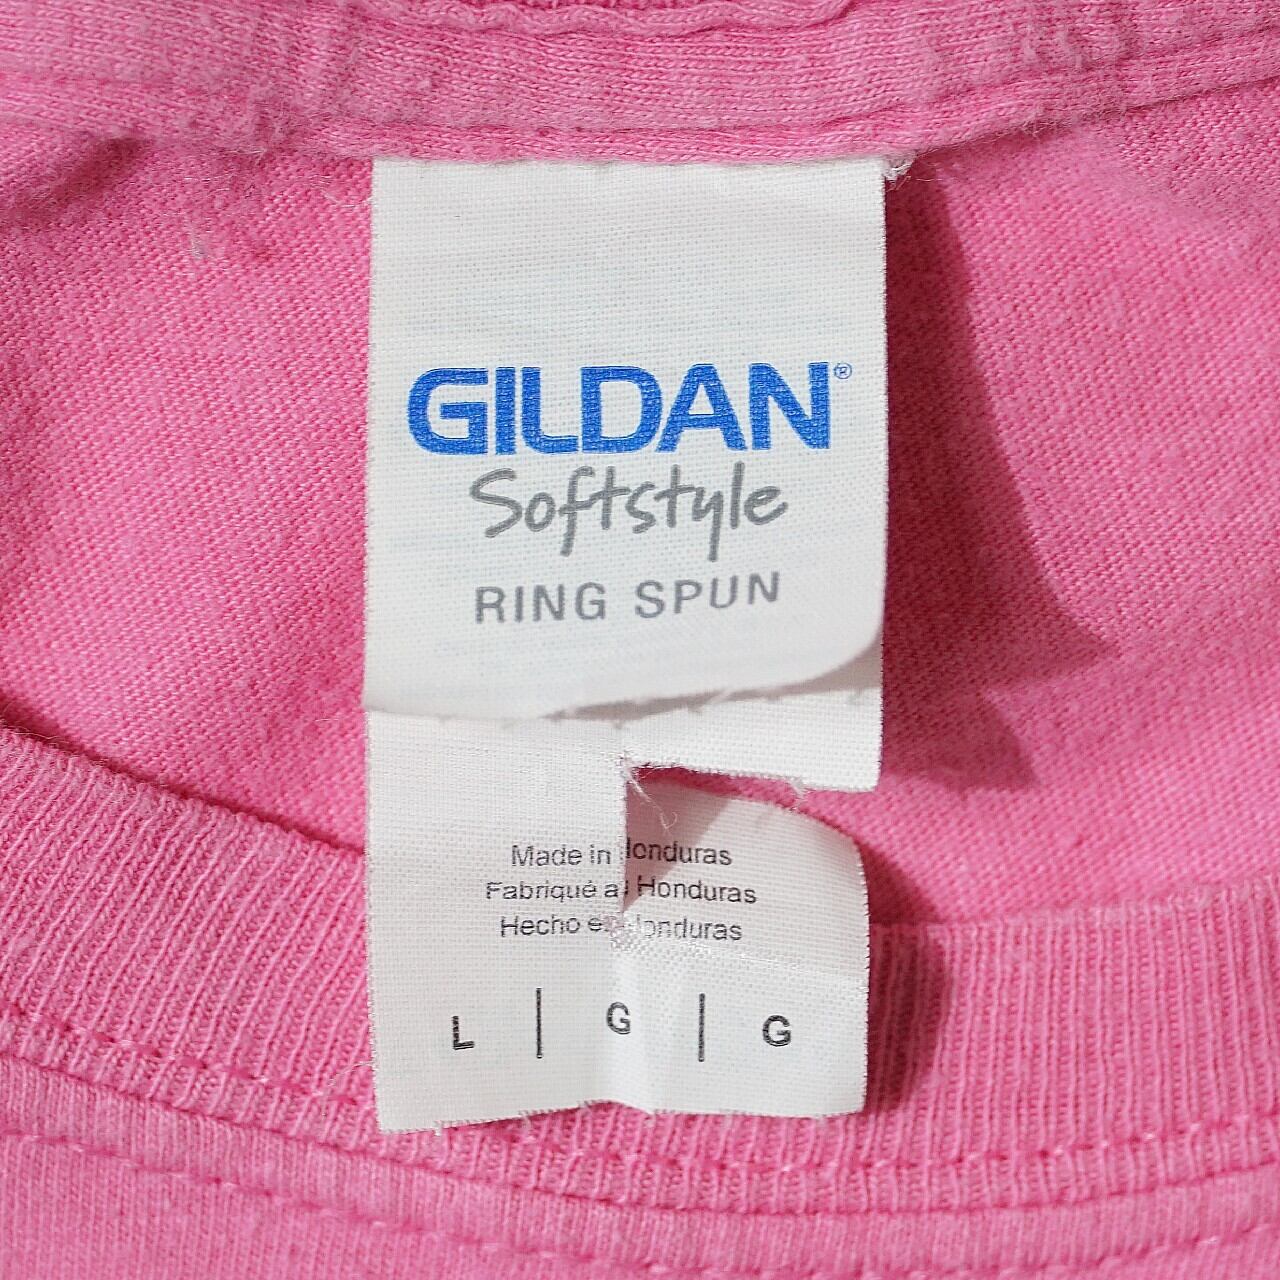 GILDAN®
Softstyle
RING SPUN
Made in Honduras
Fabriqué au Honduras
Hecho en Honduras
L | G | G